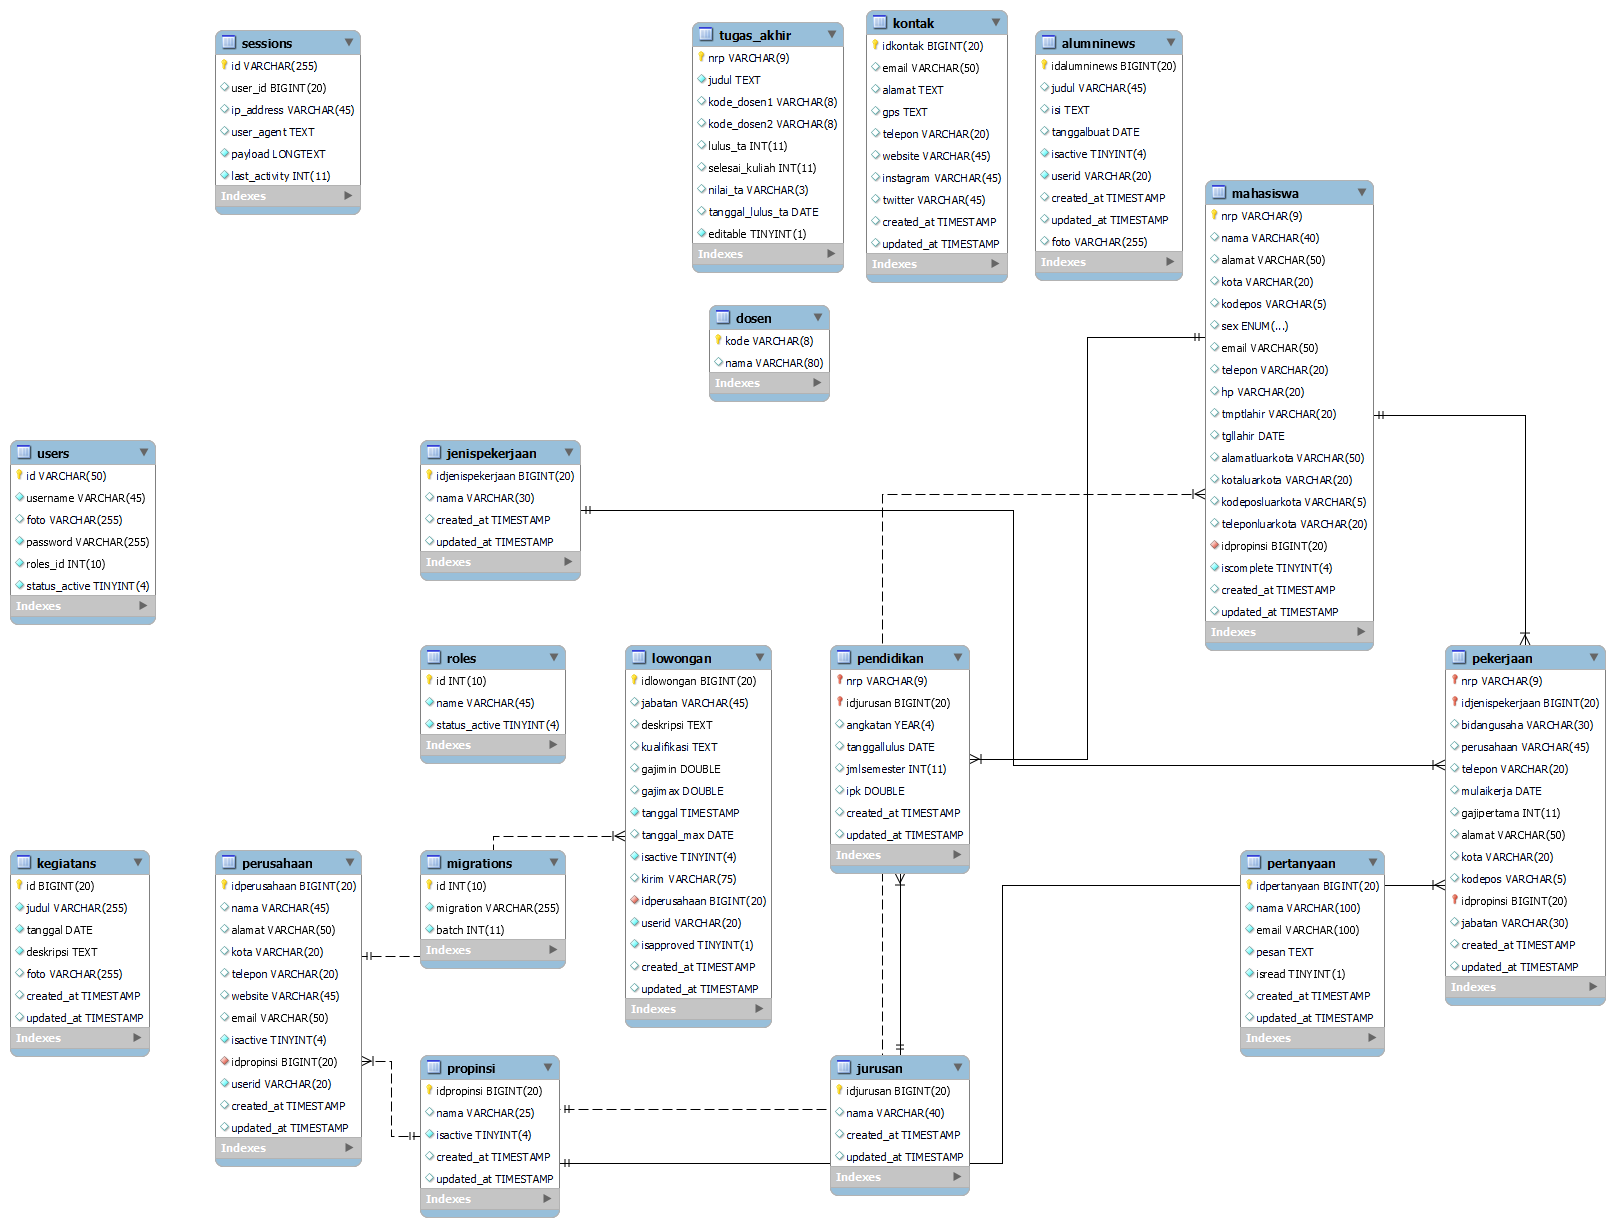 sessions
id VARCHAR(255)
user_id BIGINT(20)
ip_address VARCHAR(45)
user_agent TEXT
payload LONGTEXT
last_activity INT(11)
Indexes
tugas_akhir
nrp VARCHAR(9)
judul TEXT
kode_dosen1 VARCHAR(8)
kode_dosen2 VARCHAR(8)
lulus_ta INT(11)
selesai_kuliah INT(11)
nilai_ta VARCHAR(3)
tanggal_lulus_ta DATE
editable TINYINT(1)
Indexes
kontak
idkontak BIGINT(20)
email VARCHAR(50)
alamat TEXT
gps TEXT
telepon VARCHAR(20)
website VARCHAR(45)
instagram VARCHAR(45)
twitter VARCHAR(45)
created_at TIMESTAMP
updated_at TIMESTAMP
Indexes
alumninews
idalumninews BIGINT(20)
judul VARCHAR(45)
isi TEXT
tanggalbuat DATE
isactive TINYINT(4)
userid VARCHAR(20)
created_at TIMESTAMP
updated_at TIMESTAMP
foto VARCHAR(255)
Indexes
mahasiswa
nrp VARCHAR(9)
nama VARCHAR(40)
alamat VARCHAR(50)
kota VARCHAR(20)
kodepos VARCHAR(5)
sex ENUM(...)
email VARCHAR(50)
telepon VARCHAR(20)
hp VARCHAR(20)
tmptlahir VARCHAR(20)
tgllahir DATE
alamatluarkota VARCHAR(50)
kotaluarkota VARCHAR(20)
kodeposluarkota VARCHAR(5)
teleponluarkota VARCHAR(20)
idpropinsi BIGINT(20)
iscomplete TINYINT(4)
created_at TIMESTAMP
updated_at TIMESTAMP
Indexes
dosen
kode VARCHAR(8)
nama VARCHAR(80)
Indexes
users
id VARCHAR(50)
username VARCHAR(45)
foto VARCHAR(255)
password VARCHAR(255)
roles_id INT(10)
status_active TINYINT(4)
Indexes
jenispekerjaan
idjenispekerjaan BIGINT(20)
nama VARCHAR(30)
created_at TIMESTAMP
updated_at TIMESTAMP
Indexes
roles
id INT(10)
name VARCHAR(45)
status_active TINYINT(4)
Indexes
lowongan
idlowongan BIGINT(20)
jabatan VARCHAR(45)
deskripsi TEXT
kualifikasi TEXT
gajimin DOUBLE
gajimax DOUBLE
tanggal TIMESTAMP
tanggal_max DATE
isactive TINYINT(4)
kirim VARCHAR(75)
idperusahaan BIGINT(20)
userid VARCHAR(20)
isapproved TINYINT(1)
created_at TIMESTAMP
updated_at TIMESTAMP
Indexes
pendidikan
nrp VARCHAR(9)
idjurusan BIGINT(20)
angkatan YEAR(4)
tanggallulus DATE
jmlsemester INT(11)
ipk DOUBLE
created_at TIMESTAMP
updated_at TIMESTAMP
Indexes
pekerjaan
nrp VARCHAR(9)
idjenispekerjaan BIGINT(20)
bidangusaha VARCHAR(30)
perusahaan VARCHAR(45)
telepon VARCHAR(20)
mulaikerja DATE
gajipertama INT(11)
alamat VARCHAR(50)
kota VARCHAR(20)
kodepos VARCHAR(5)
idpropinsi BIGINT(20)
jabatan VARCHAR(30)
created_at TIMESTAMP
updated_at TIMESTAMP
Indexes
kegiatans
id BIGINT(20)
judul VARCHAR(255)
tanggal DATE
deskripsi TEXT
foto VARCHAR(255)
created_at TIMESTAMP
updated_at TIMESTAMP
Indexes
perusahaan
idperusahaan BIGINT(20)
nama VARCHAR(45)
alamat VARCHAR(50)
kota VARCHAR(20)
telepon VARCHAR(20)
website VARCHAR(45)
email VARCHAR(50)
isactive TINYINT(4)
idpropinsi BIGINT(20)
userid VARCHAR(20)
created_at TIMESTAMP
updated_at TIMESTAMP
Indexes
migrations
id INT(10)
migration VARCHAR(255)
batch INT(11)
Indexes
pertanyaan
idpertanyaan BIGINT(20)
nama VARCHAR(100)
email VARCHAR(100)
pesan TEXT
isread TINYINT(1)
created_at TIMESTAMP
updated_at TIMESTAMP
Indexes
propinsi
idpropinsi BIGINT(20)
nama VARCHAR(25)
isactive TINYINT(4)
created_at TIMESTAMP
updated_at TIMESTAMP
Indexes
jurusan
idjurusan BIGINT(20)
nama VARCHAR(40)
created_at TIMESTAMP
updated_at TIMESTAMP
Indexes